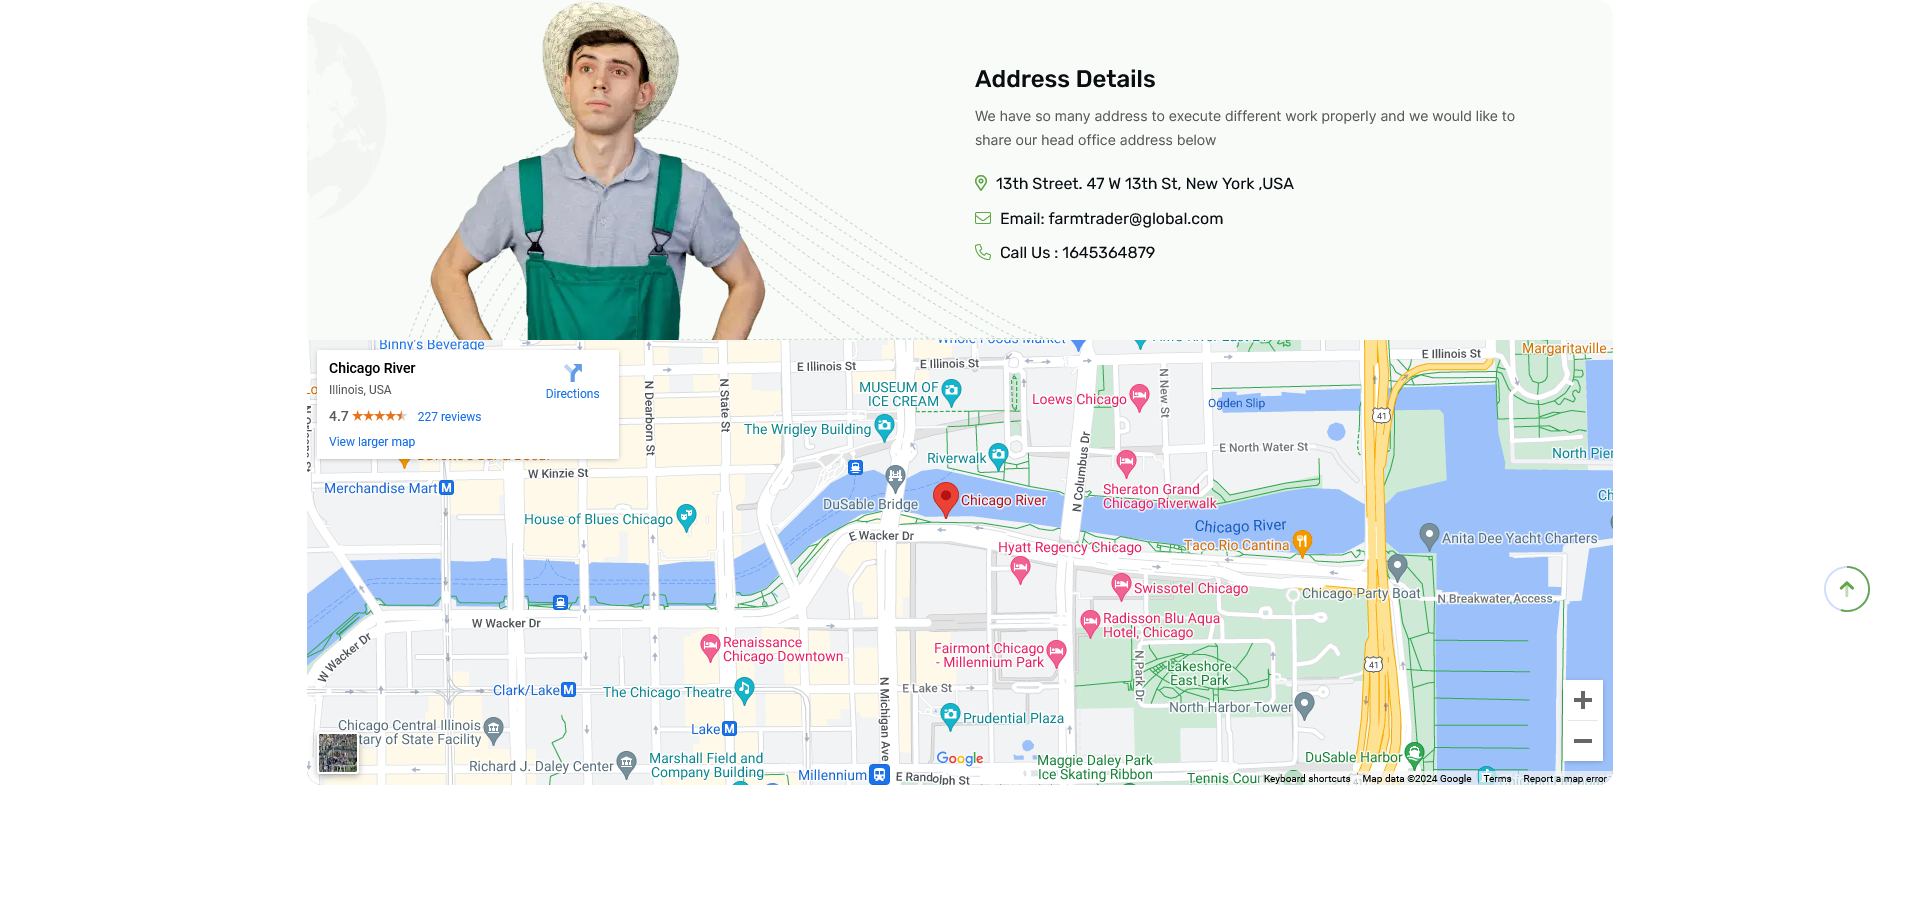 Address Details
We have so many address to execute different work properly and we would like to
share our head office address below
13th Street. 47 W 13th St, New York ,USA
Email: farmtrader@global.com
Call Us : 1645364879
Binny's Beverage
Chicago River
Illinois, USA
4.7
227 reviews
View larger map
Directions
E Illinois St
E Illinois St
E Illinois St
Margaritaville
MUSEUM OF
ICE CREAM
Loews Chicago
N New St
Ogden Slip
41
N Dearborn St
N State St
The Wrigley Building
N Columbus Dr
E North Water St
Riverwalk
North Pier
W Kinzie St
Merchandise Mart
M
DuSable Bridge
Chicago River
Sheraton Grand
Chicago Riverwalk
House of Blues Chicago
Chicago River
E Wacker Dr
Hyatt Regency Chicago
Taco Rio Cantina
Anita Dee Yacht Charters
Swissotel Chicago
Chicago Party Boat
N Breakwater Access
W Wacker Dr
Radisson Blu Aqua
Hotel, Chicago
W Wacker Dr
Renaissance
Chicago Downtown
Fairmont Chicago
- Millennium Park
N Park Dr
Lakeshore
East Park
41
Clark/Lake
M
The Chicago Theatre
N Michigan Ave
E Lake St
North Harbor Tower
Chicago Central Illinois
tary of State Facility
Lake
M
Prudential Plaza
Richard J. Daley Center
Marshall Field and
Company Building
Millennium
E Randolph St
Google
Maggie Daley Park
Ice Skating Ribbon
DuSable Harbor
Tennis Cour
Keyboard shortcuts
Map data ©2024 Google
Terms
Report a map error